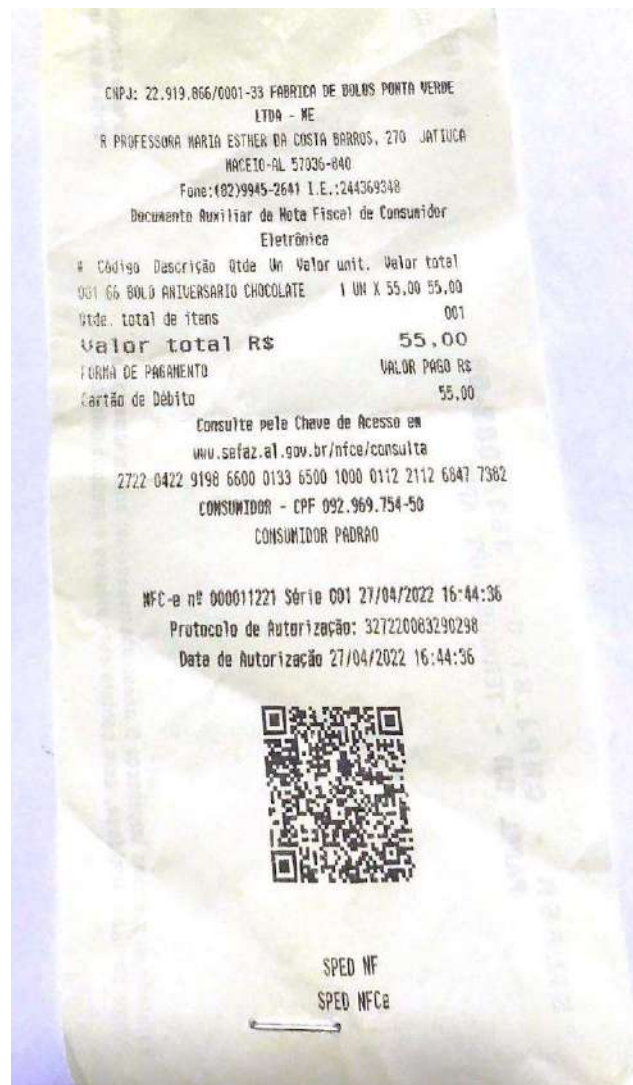 CNPJ: 22.919.866/0001-33 FABRICA DE BOLOS PONTA VERDE
LTDA - ME
R PROFESSORA MARIA ESTHER DA COSTA BARROS, 270 JATIUCA
MACEIO-AL 57036-840
Fone:(82)9945-2641 I.E.:244369348
Documento Auxiliar da Nota Fiscal de Consumidor
Eletrônica
# Código Descrição Qtde Un Valor unit. Valor total
001 66 BOLO ANIVERSARIO CHOCOLATE 1 UN X 55,00 55,00
Qtde. total de itens 001
Valor total R$ 55,00
FORMA DE PAGAMENTO VALOR PAGO R$
Cartão de Débito 55,00
Consulte pela Chave de Acesso em
www.sefaz.al.gov.br/nfce/consulta
2722 0422 9198 6600 0133 6500 1000 0112 2112 6847 7382
CONSUMIDOR - CPF 092.969.754-50
CONSUMIDOR PADRAO
NFC-e nº 000011221 Série 001 27/04/2022 16:44:36
Protocolo de Autorização: 327220083290298
Data de Autorização 27/04/2022 16:44:36
SPED NF
SPED NFCe